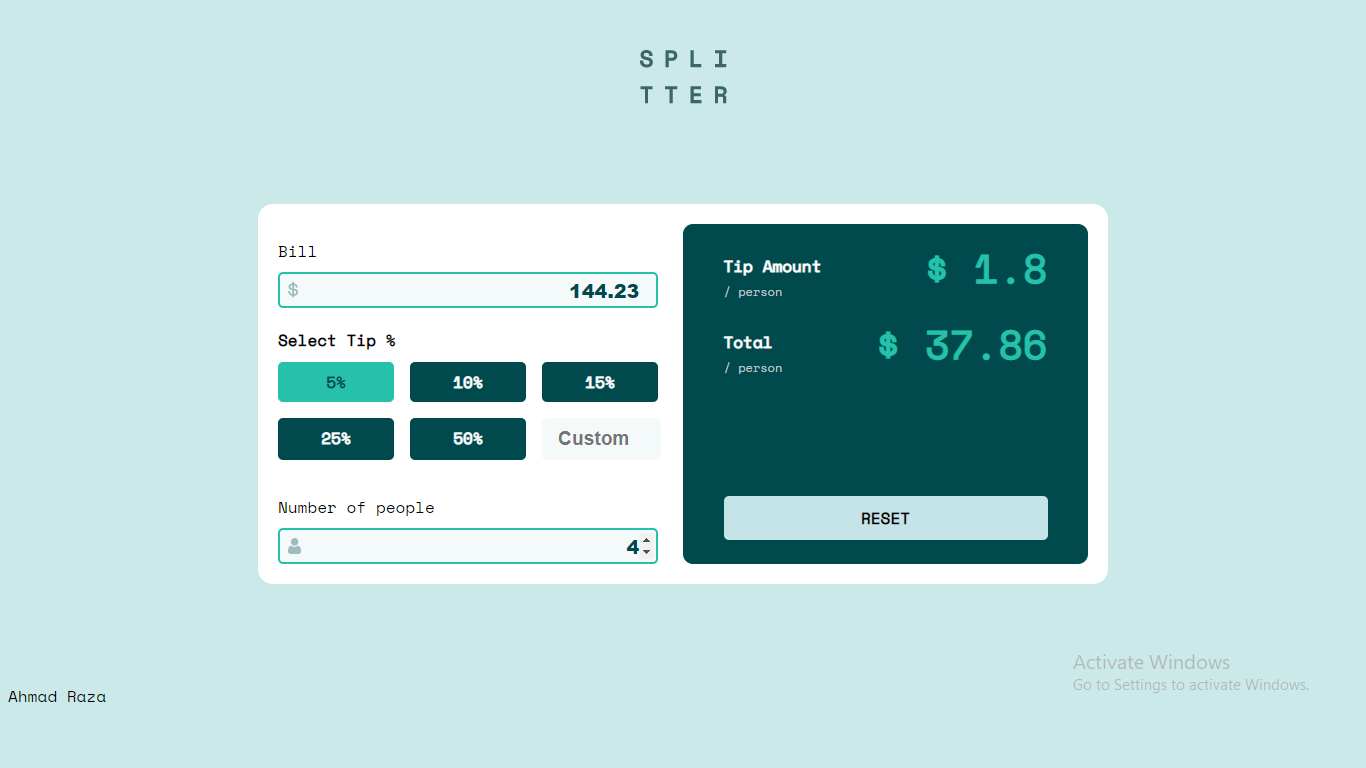 SPLI
TTER
Bill
$ 144.23
Select Tip %
5% 10% 15%
25% 50% Custom
Number of people
4
Tip Amount $ 1.8
/ person
Total $ 37.86
/ person
RESET
Activate Windows
Go to Settings to activate Windows.
Ahmad Raza